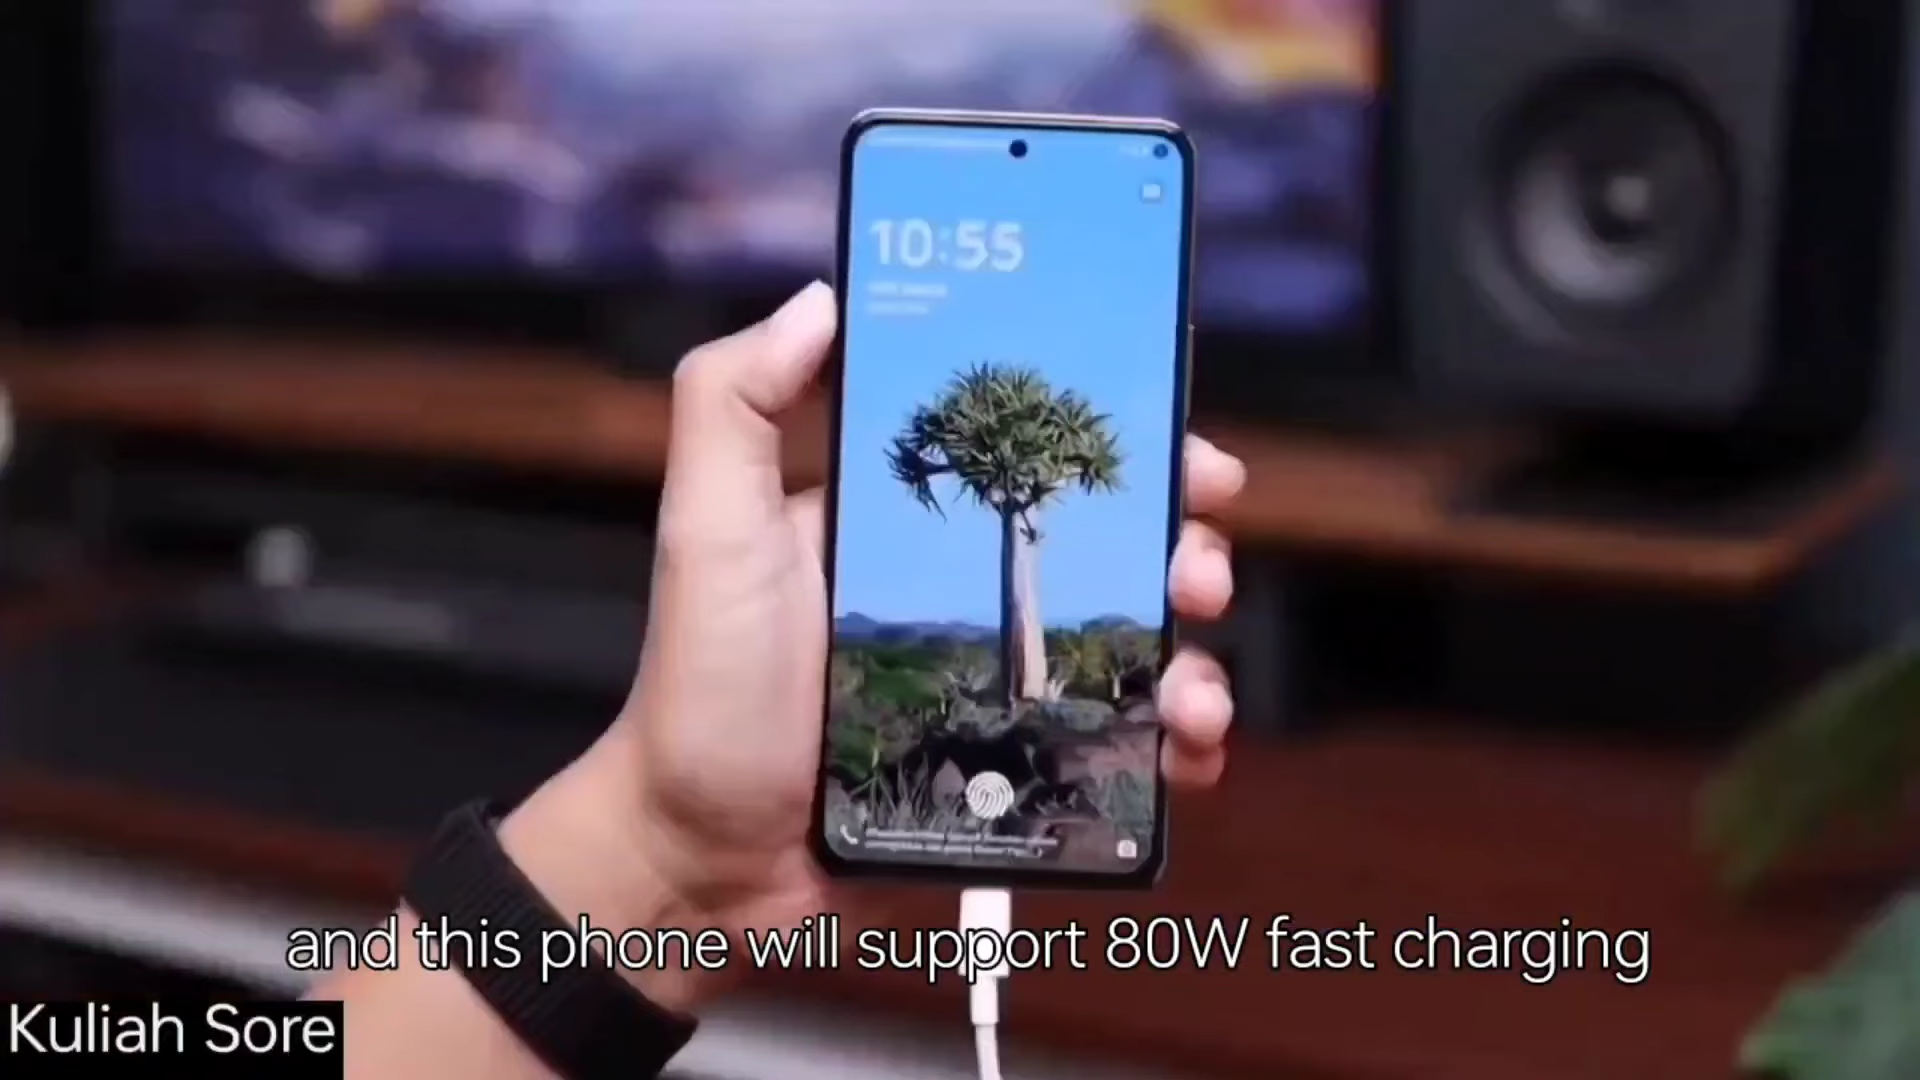 10:55
and this phone will support 80W fast charging
Kuliah Sore